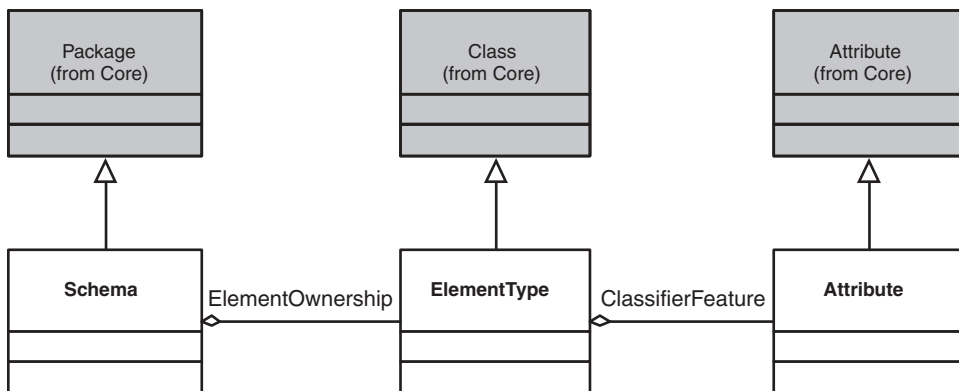 Package
(from Core)
Class
(from Core)
Attribute
(from Core)
Schema
ElementOwnership
ElementType
ClassifierFeature
Attribute